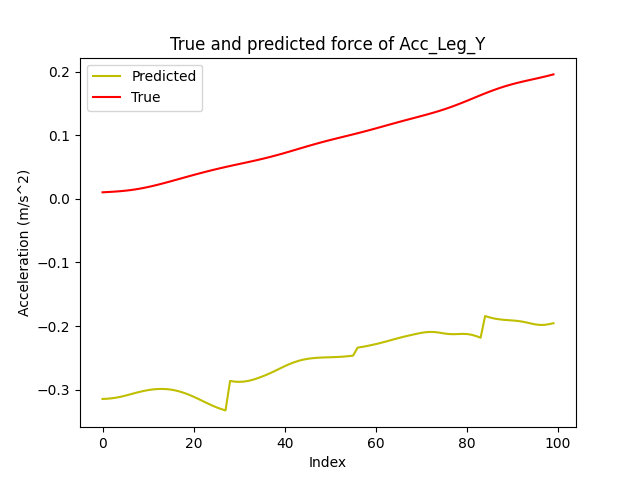 True and predicted force of Acc_Leg_Y
Predicted
True
Acceleration (m/s^2)
0.2
0.1
0.0
−0.1
−0.2
−0.3
0 20 40 60 80 100
Index